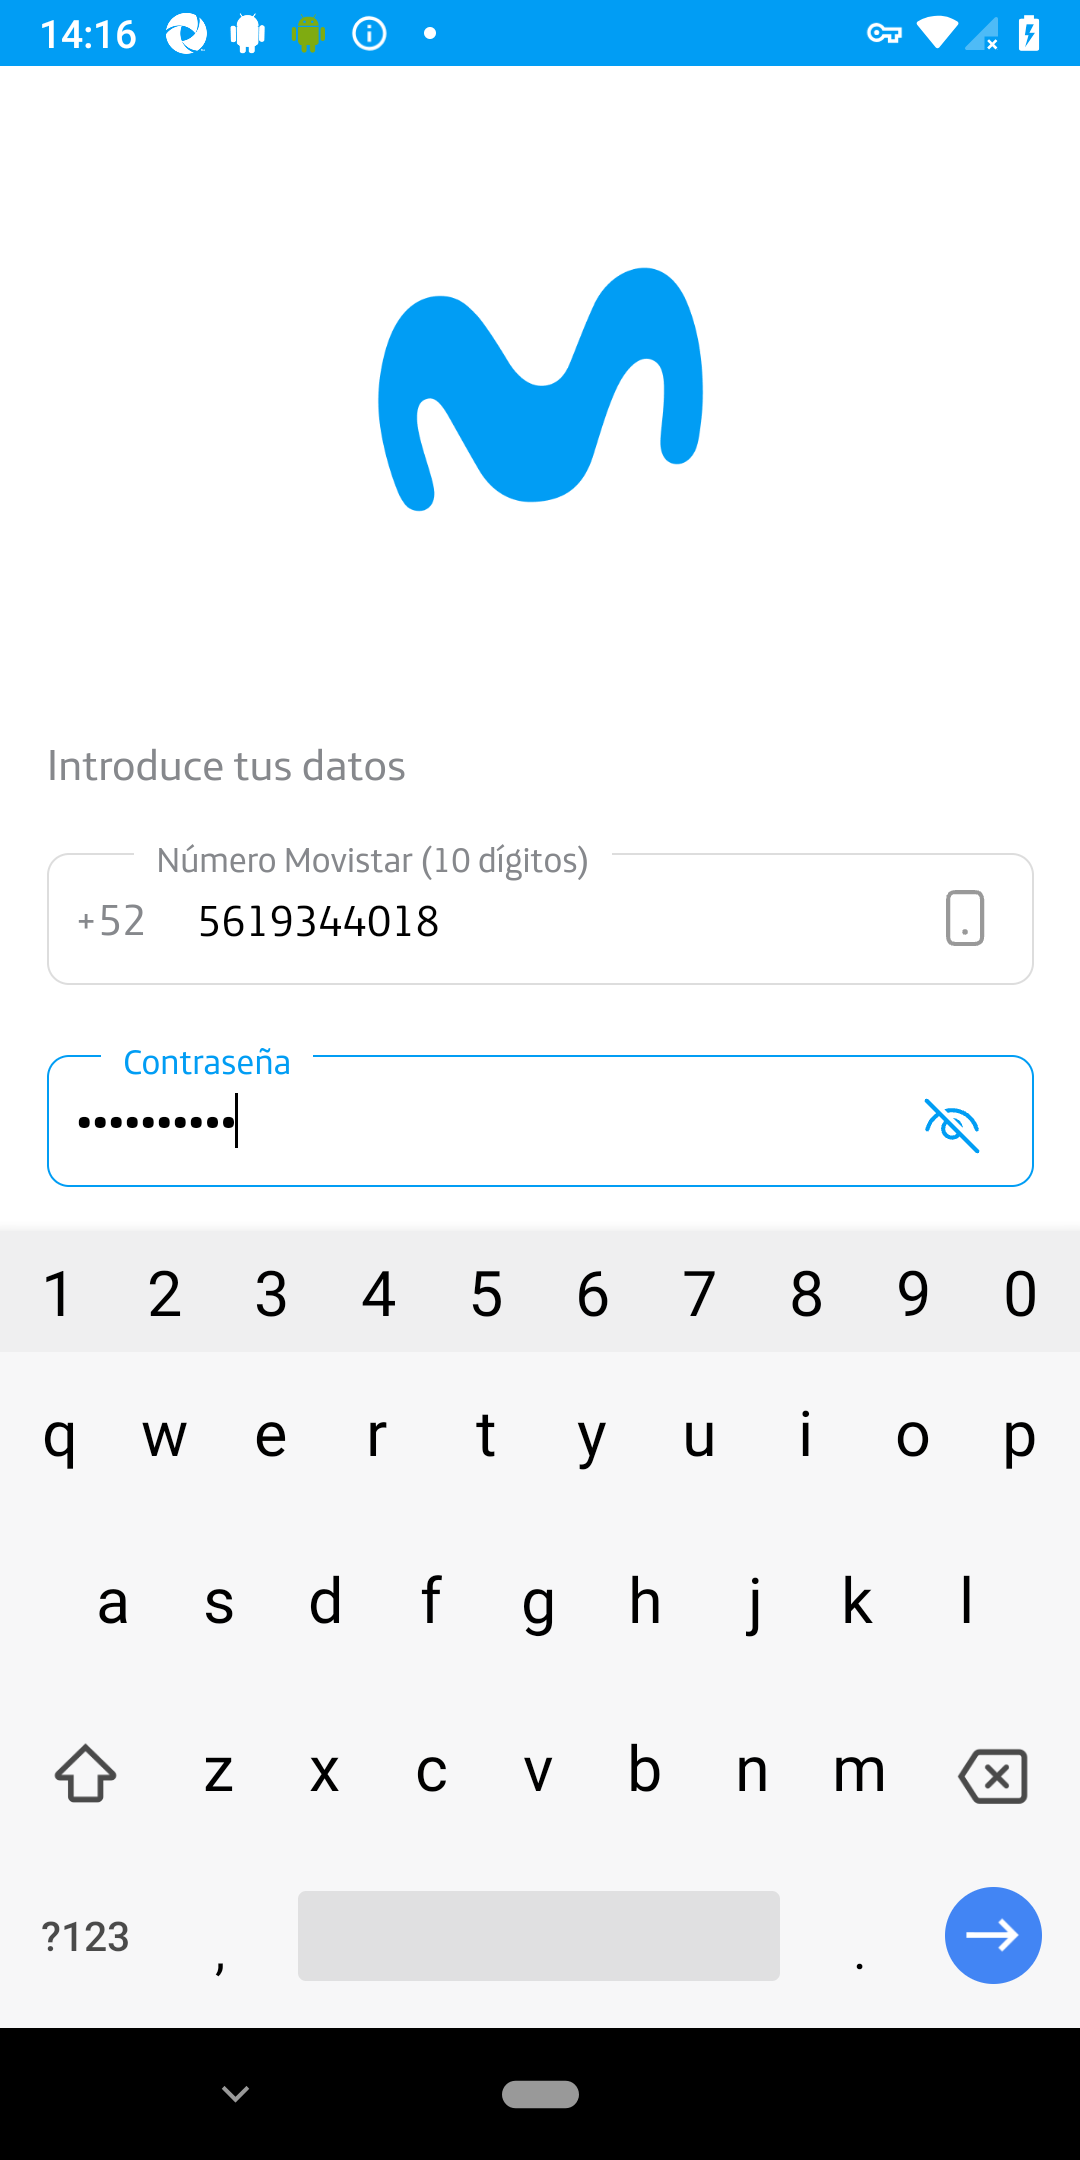 14:16
Introduce tus datos
Número Movistar (10 dígitos)
+52 5619344018
Contraseña
••••••••••
1 2 3 4 5 6 7 8 9 0
q w e r t y u i o p
a s d f g h j k l
z x c v b n m
?123 , .